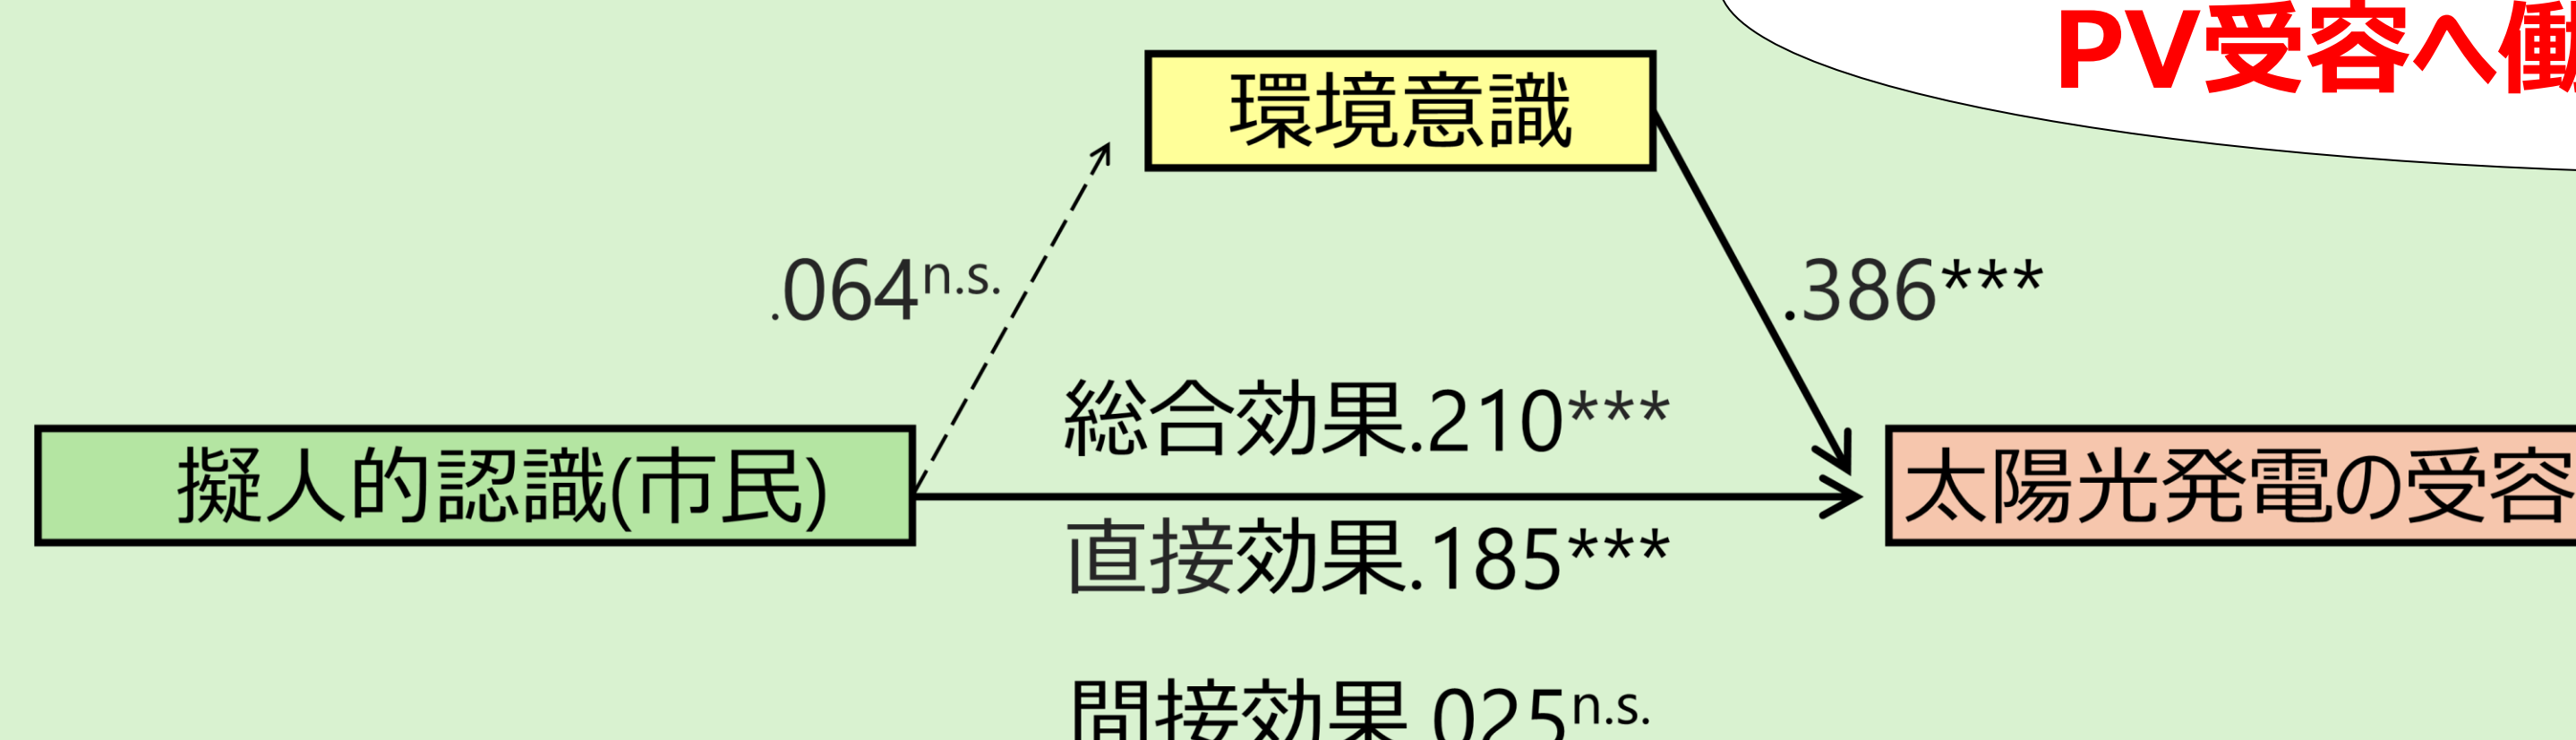 PV受容へ働
環境意識
.064n.s.
.386***
総合効果.210***
擬人的認識(市民)
太陽光発電の受容
直接効果.185***
間接効果.025n.s.